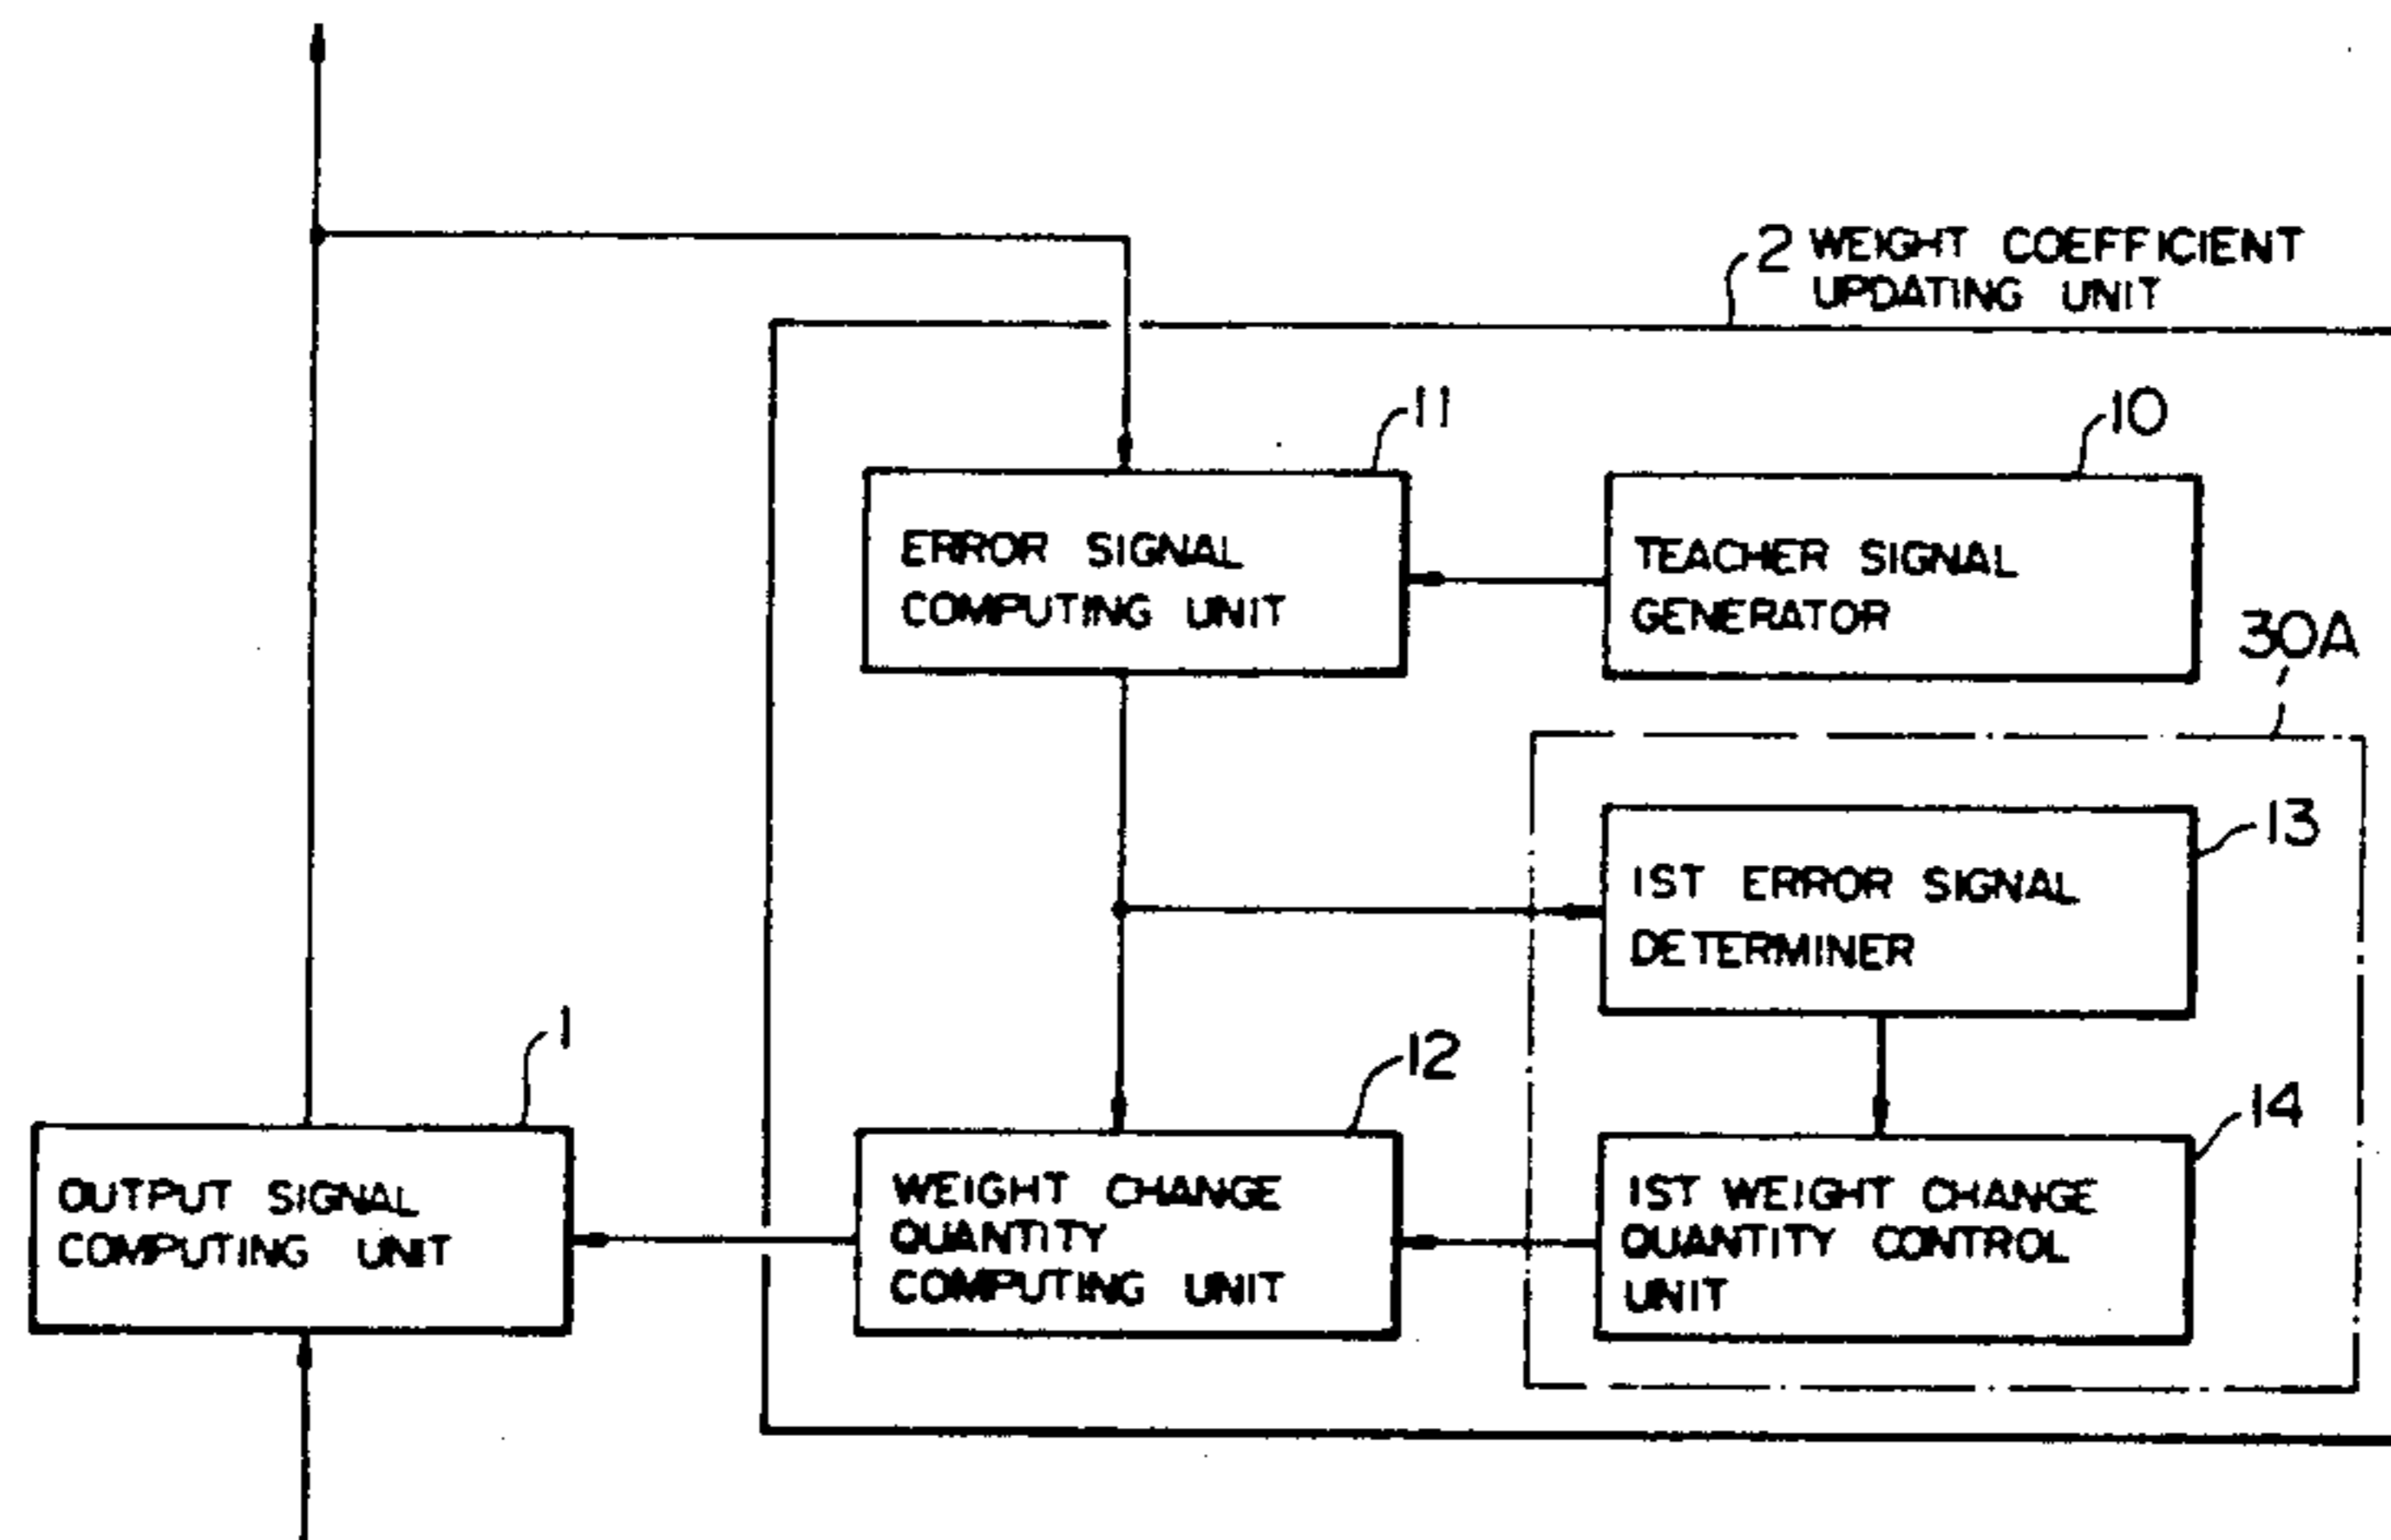 2 WEIGHT COEFFICIENT
UPDATING UNIT
11
10
ERROR SIGNAL
COMPUTING UNIT
TEACHER SIGNAL
GENERATOR
30A
13
1ST ERROR SIGNAL
DETERMINER
1
12
14
OUTPUT SIGNAL
COMPUTING UNIT
WEIGHT CHANGE
QUANTITY
COMPUTING UNIT
1ST WEIGHT CHANGE
QUANTITY CONTROL
UNIT